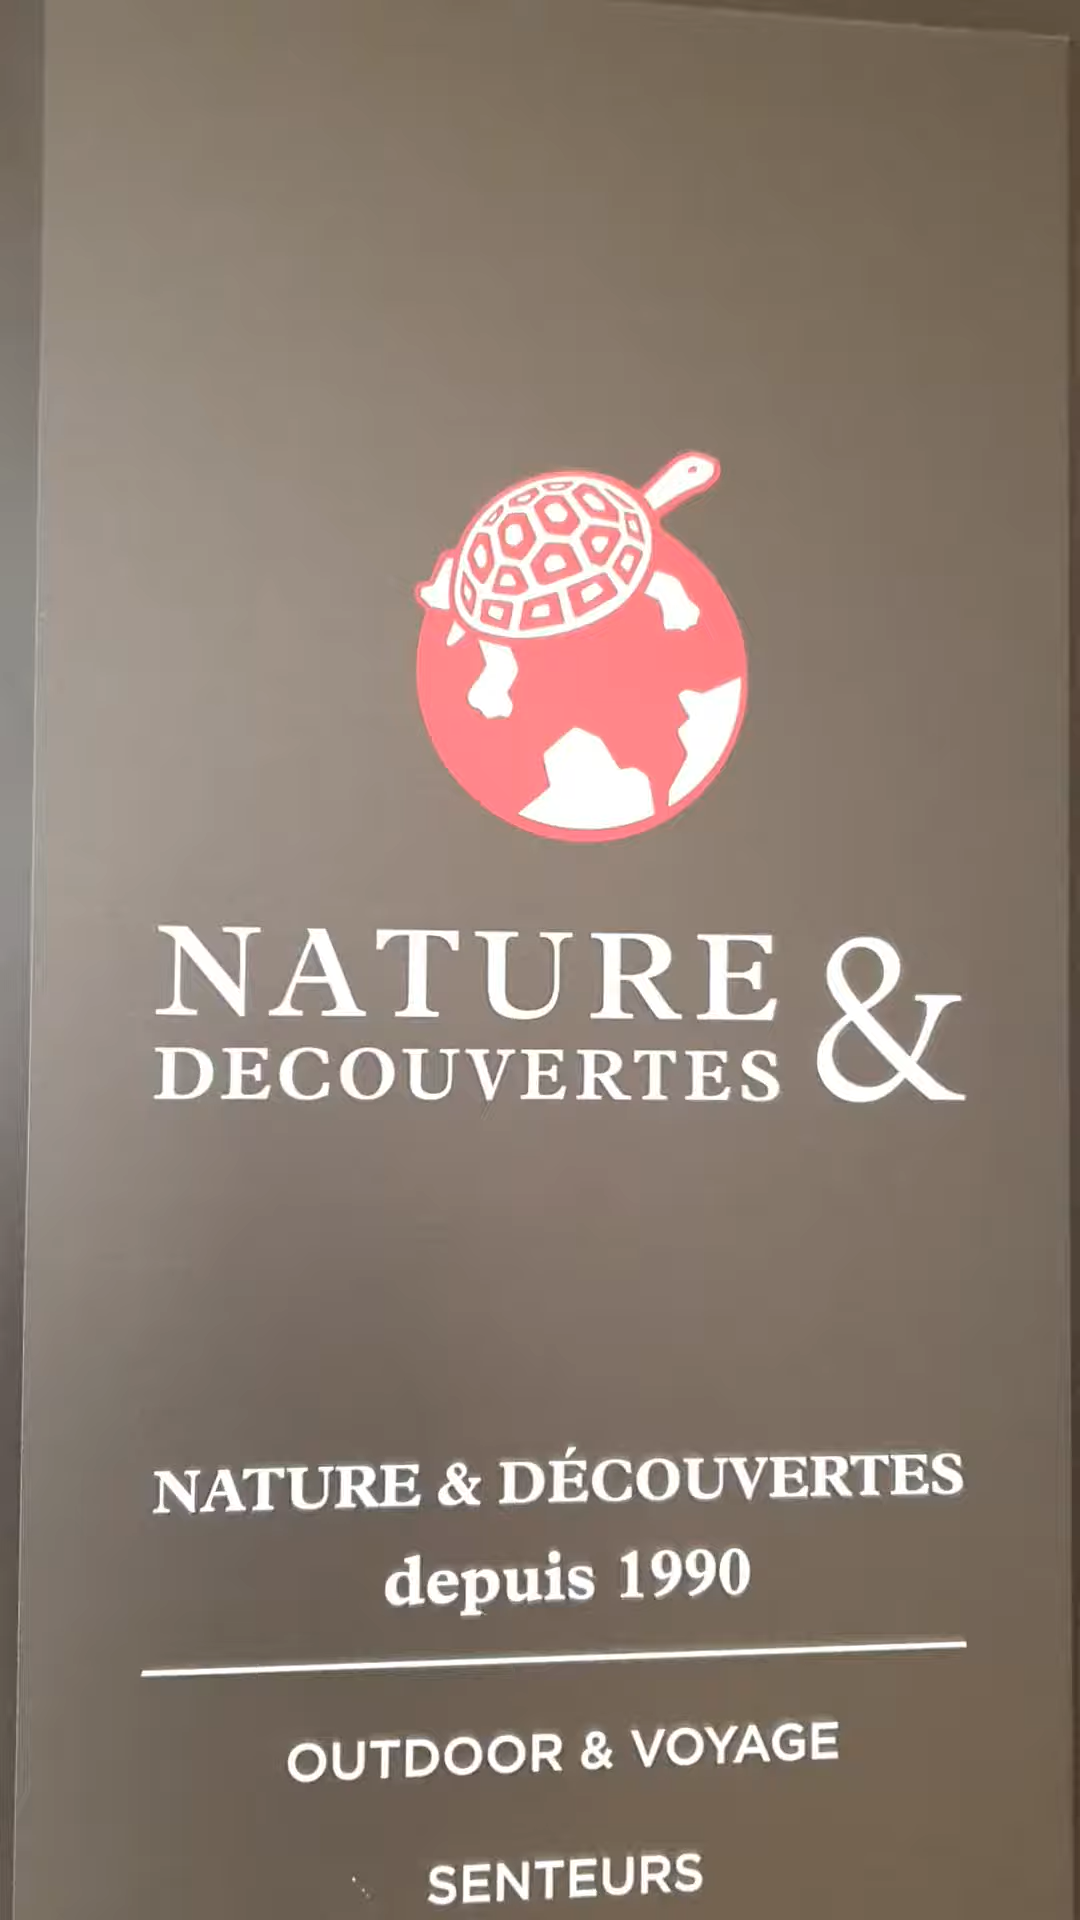 NATURE &
DECOUVERTES
NATURE & DÉCOUVERTES
depuis 1990
OUTDOOR & VOYAGE
SENTEURS